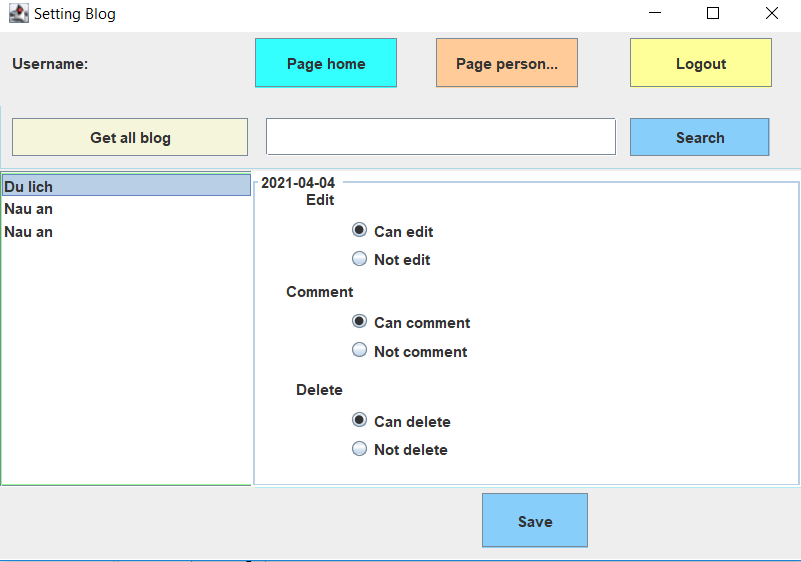 Setting Blog
Username:
Page home
Page person...
Logout
Get all blog
Search
Du lich
Nau an
Nau an
2021-04-04
Edit
Can edit
Not edit
Comment
Can comment
Not comment
Delete
Can delete
Not delete
Save